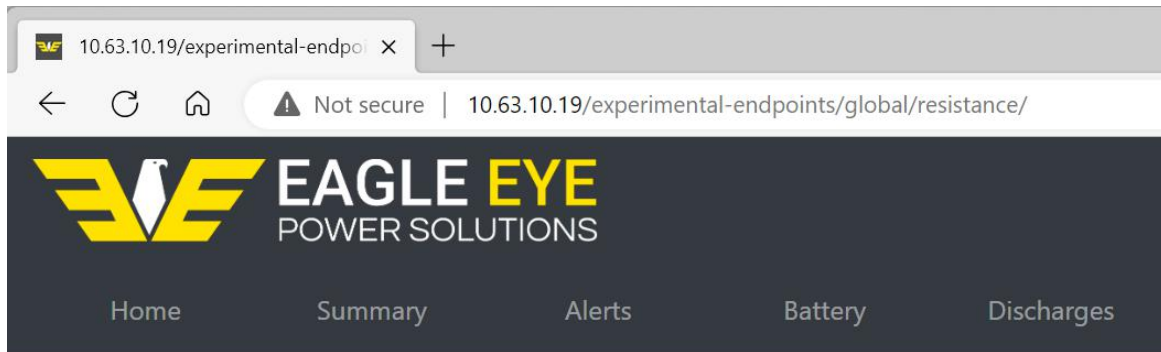 10.63.10.19/experimental-endpoi
Not secure | 10.63.10.19/experimental-endpoints/global/resistance/
EAGLE EYE
POWER SOLUTIONS
Home Summary Alerts Battery Discharges